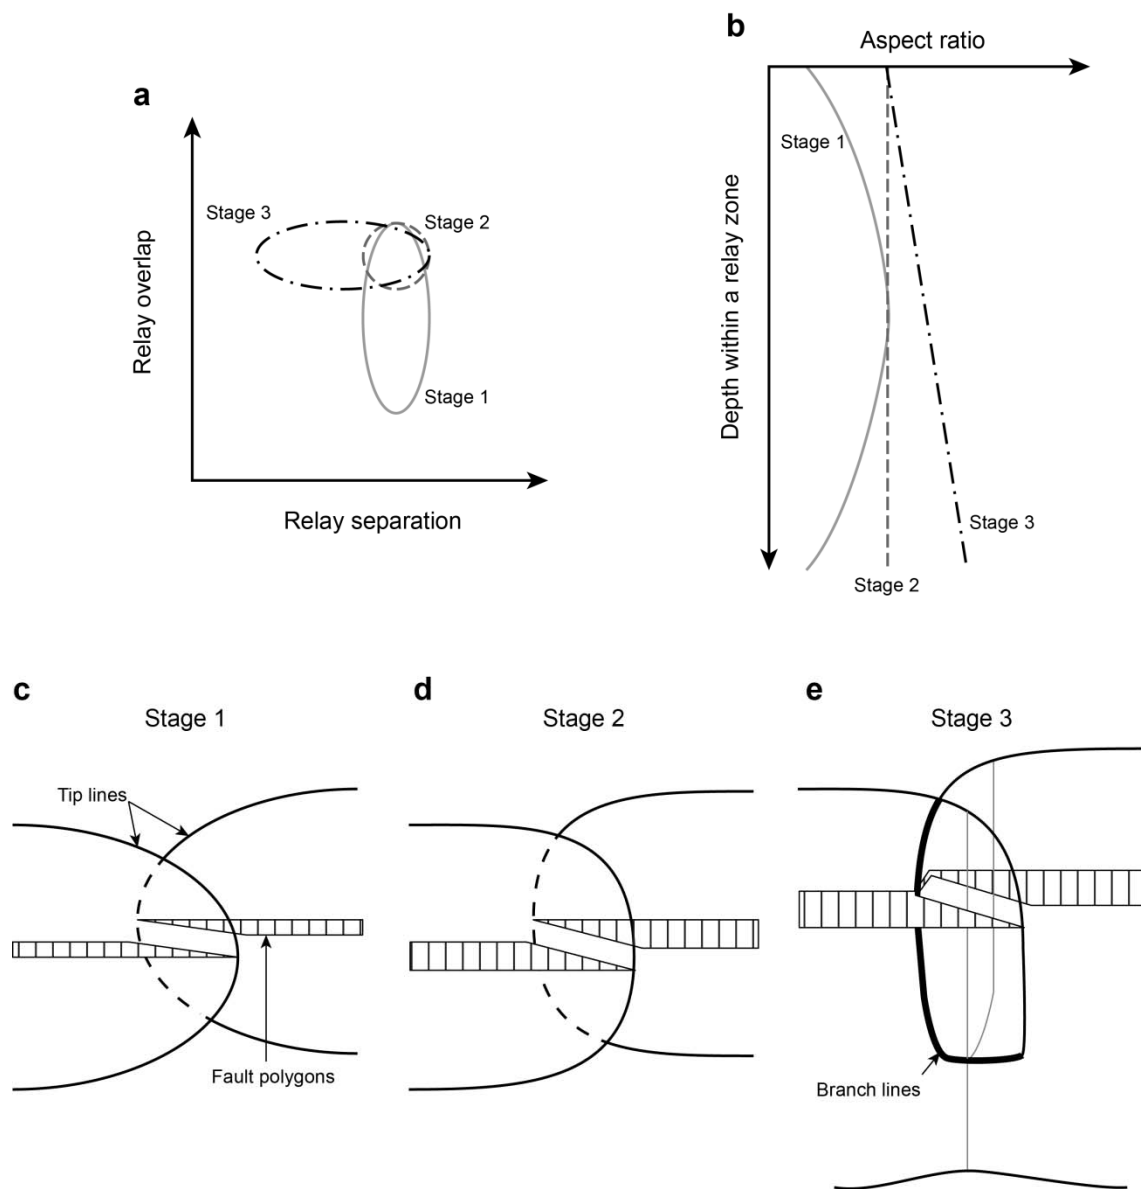 a
Relay overlap
Stage 3
Stage 2
Stage 1
Relay separation
b
Aspect ratio
Depth within a relay zone
Stage 1
Stage 3
Stage 2
c
Stage 1
Tip lines
Fault polygons
d
Stage 2
e
Stage 3
Branch lines